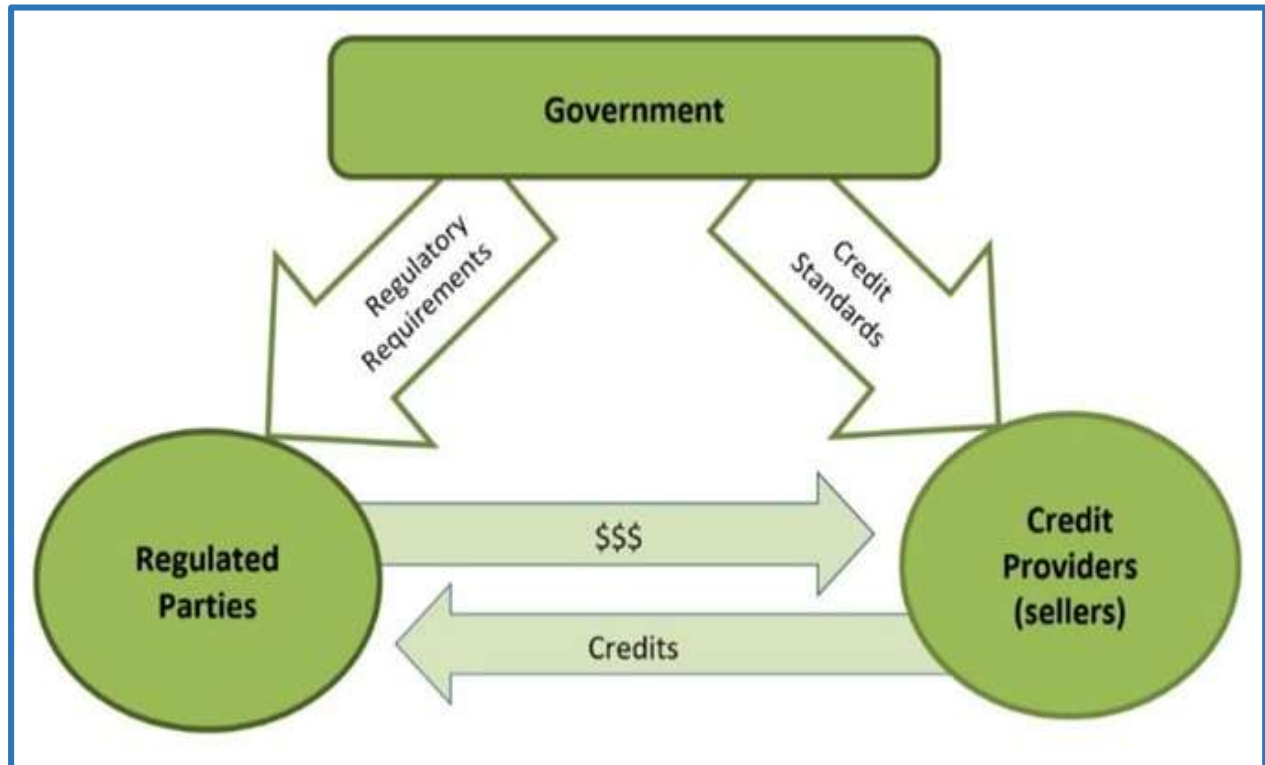 Government
Regulatory
Requirements
Credit
Standards
$$$
Regulated
Parties
Credit
Providers
(sellers)
Credits